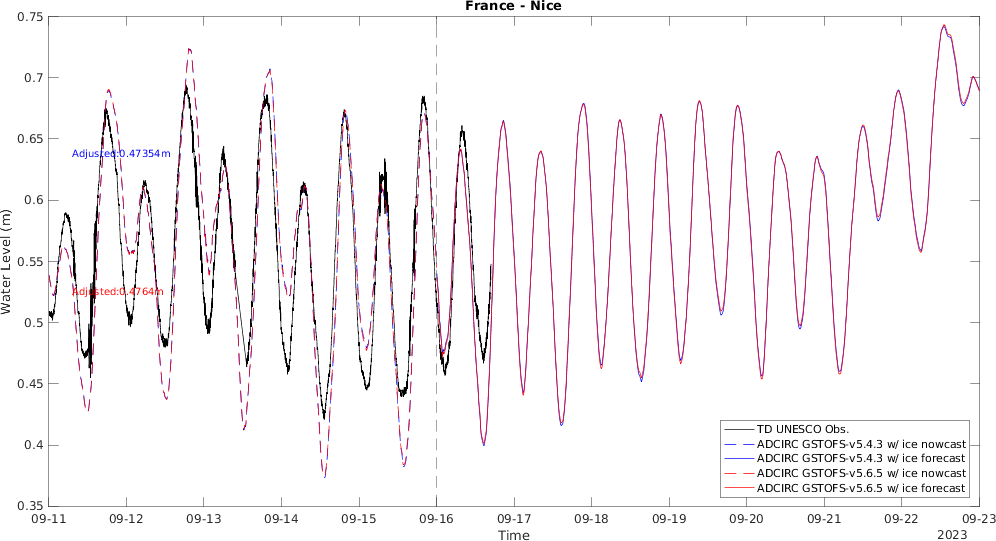 France - Nice
0.75
0.7
0.65
0.6
0.55
0.5
0.45
0.4
0.35
Water Level (m)
Adjusted:0.47354m
Adjusted:0.4764m
TD UNESCO Obs.
ADCIRC GSTOFS-v5.4.3 w/ ice nowcast
ADCIRC GSTOFS-v5.4.3 w/ ice forecast
ADCIRC GSTOFS-v5.6.5 w/ ice nowcast
ADCIRC GSTOFS-v5.6.5 w/ ice forecast
09-11 09-12 09-13 09-14 09-15 09-16 09-17 09-18 09-19 09-20 09-21 09-22 09-23
Time
2023